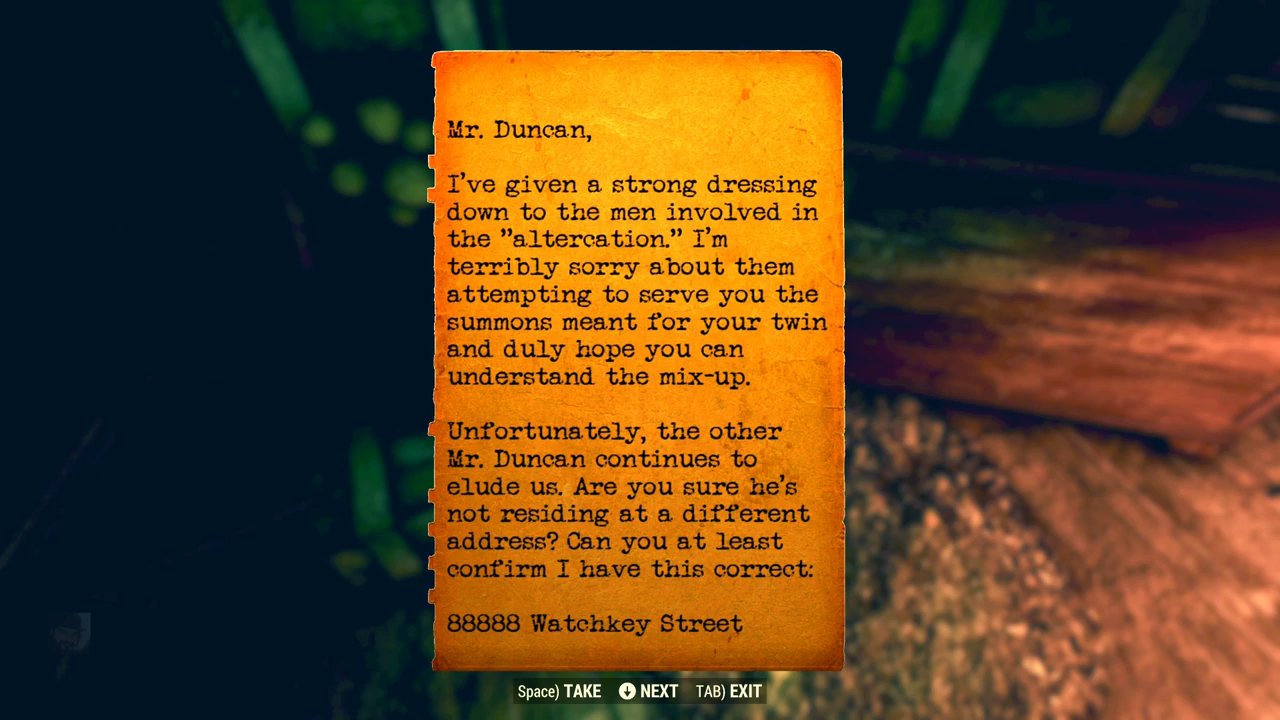 Mr. Duncan,
I've given a strong dressing
down to the men involved in
the "altercation." I'm
terribly sorry about them
attempting to serve you the
summons meant for your twin
and duly hope you can
understand the mix-up.
Unfortunately, the other
Mr. Duncan continues to
elude us. Are you sure he's
not residing at a different
address? Can you at least
confirm I have this correct:
88888 Watchkey Street
Space) TAKE NEXT TAB) EXIT